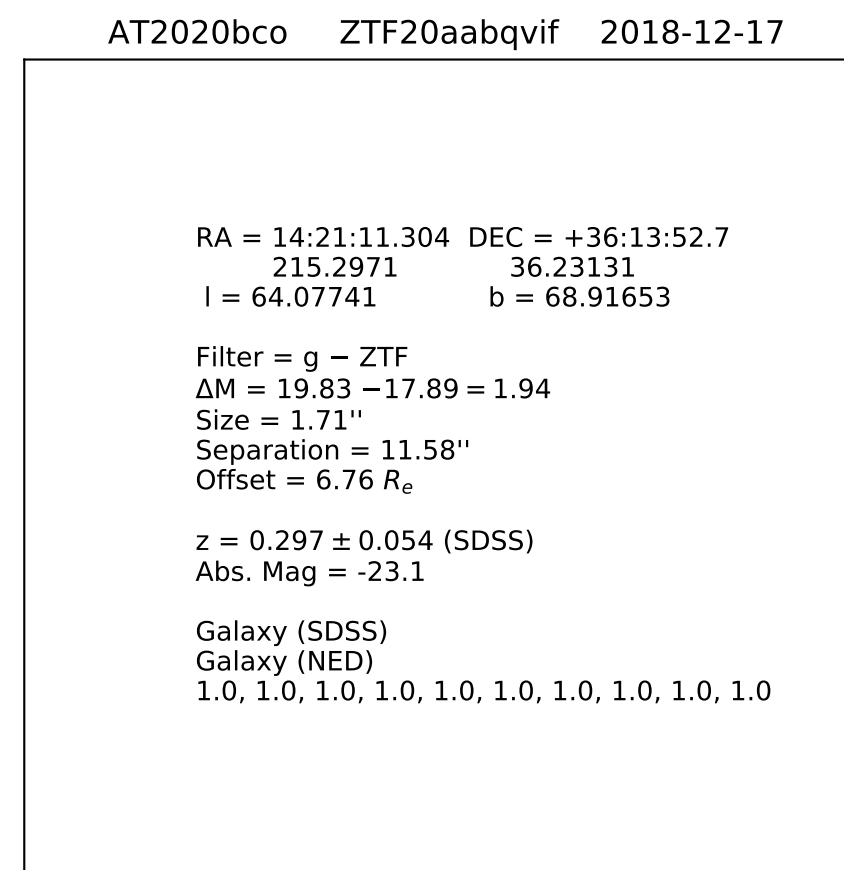 AT2020bco ZTF20aabqvif 2018-12-17
RA = 14:21:11.304 DEC = +36:13:52.7
215.2971 36.23131
l = 64.07741 b = 68.91653
Filter = g − ZTF
ΔM = 19.83 −17.89 = 1.94
Size = 1.71''
Separation = 11.58''
Offset = 6.76 Re
z = 0.297 ± 0.054 (SDSS)
Abs. Mag = -23.1
Galaxy (SDSS)
Galaxy (NED)
1.0, 1.0, 1.0, 1.0, 1.0, 1.0, 1.0, 1.0, 1.0, 1.0